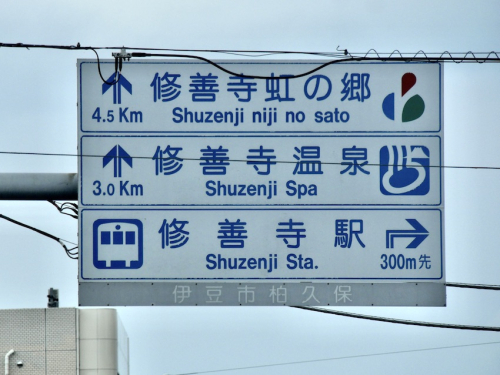 修善寺虹の郷
4.5 Km Shuzenji niji no sato
修善寺温泉
3.0 Km Shuzenji Spa
修善寺駅
Shuzenji Sta. 300m先
伊豆市柏久保